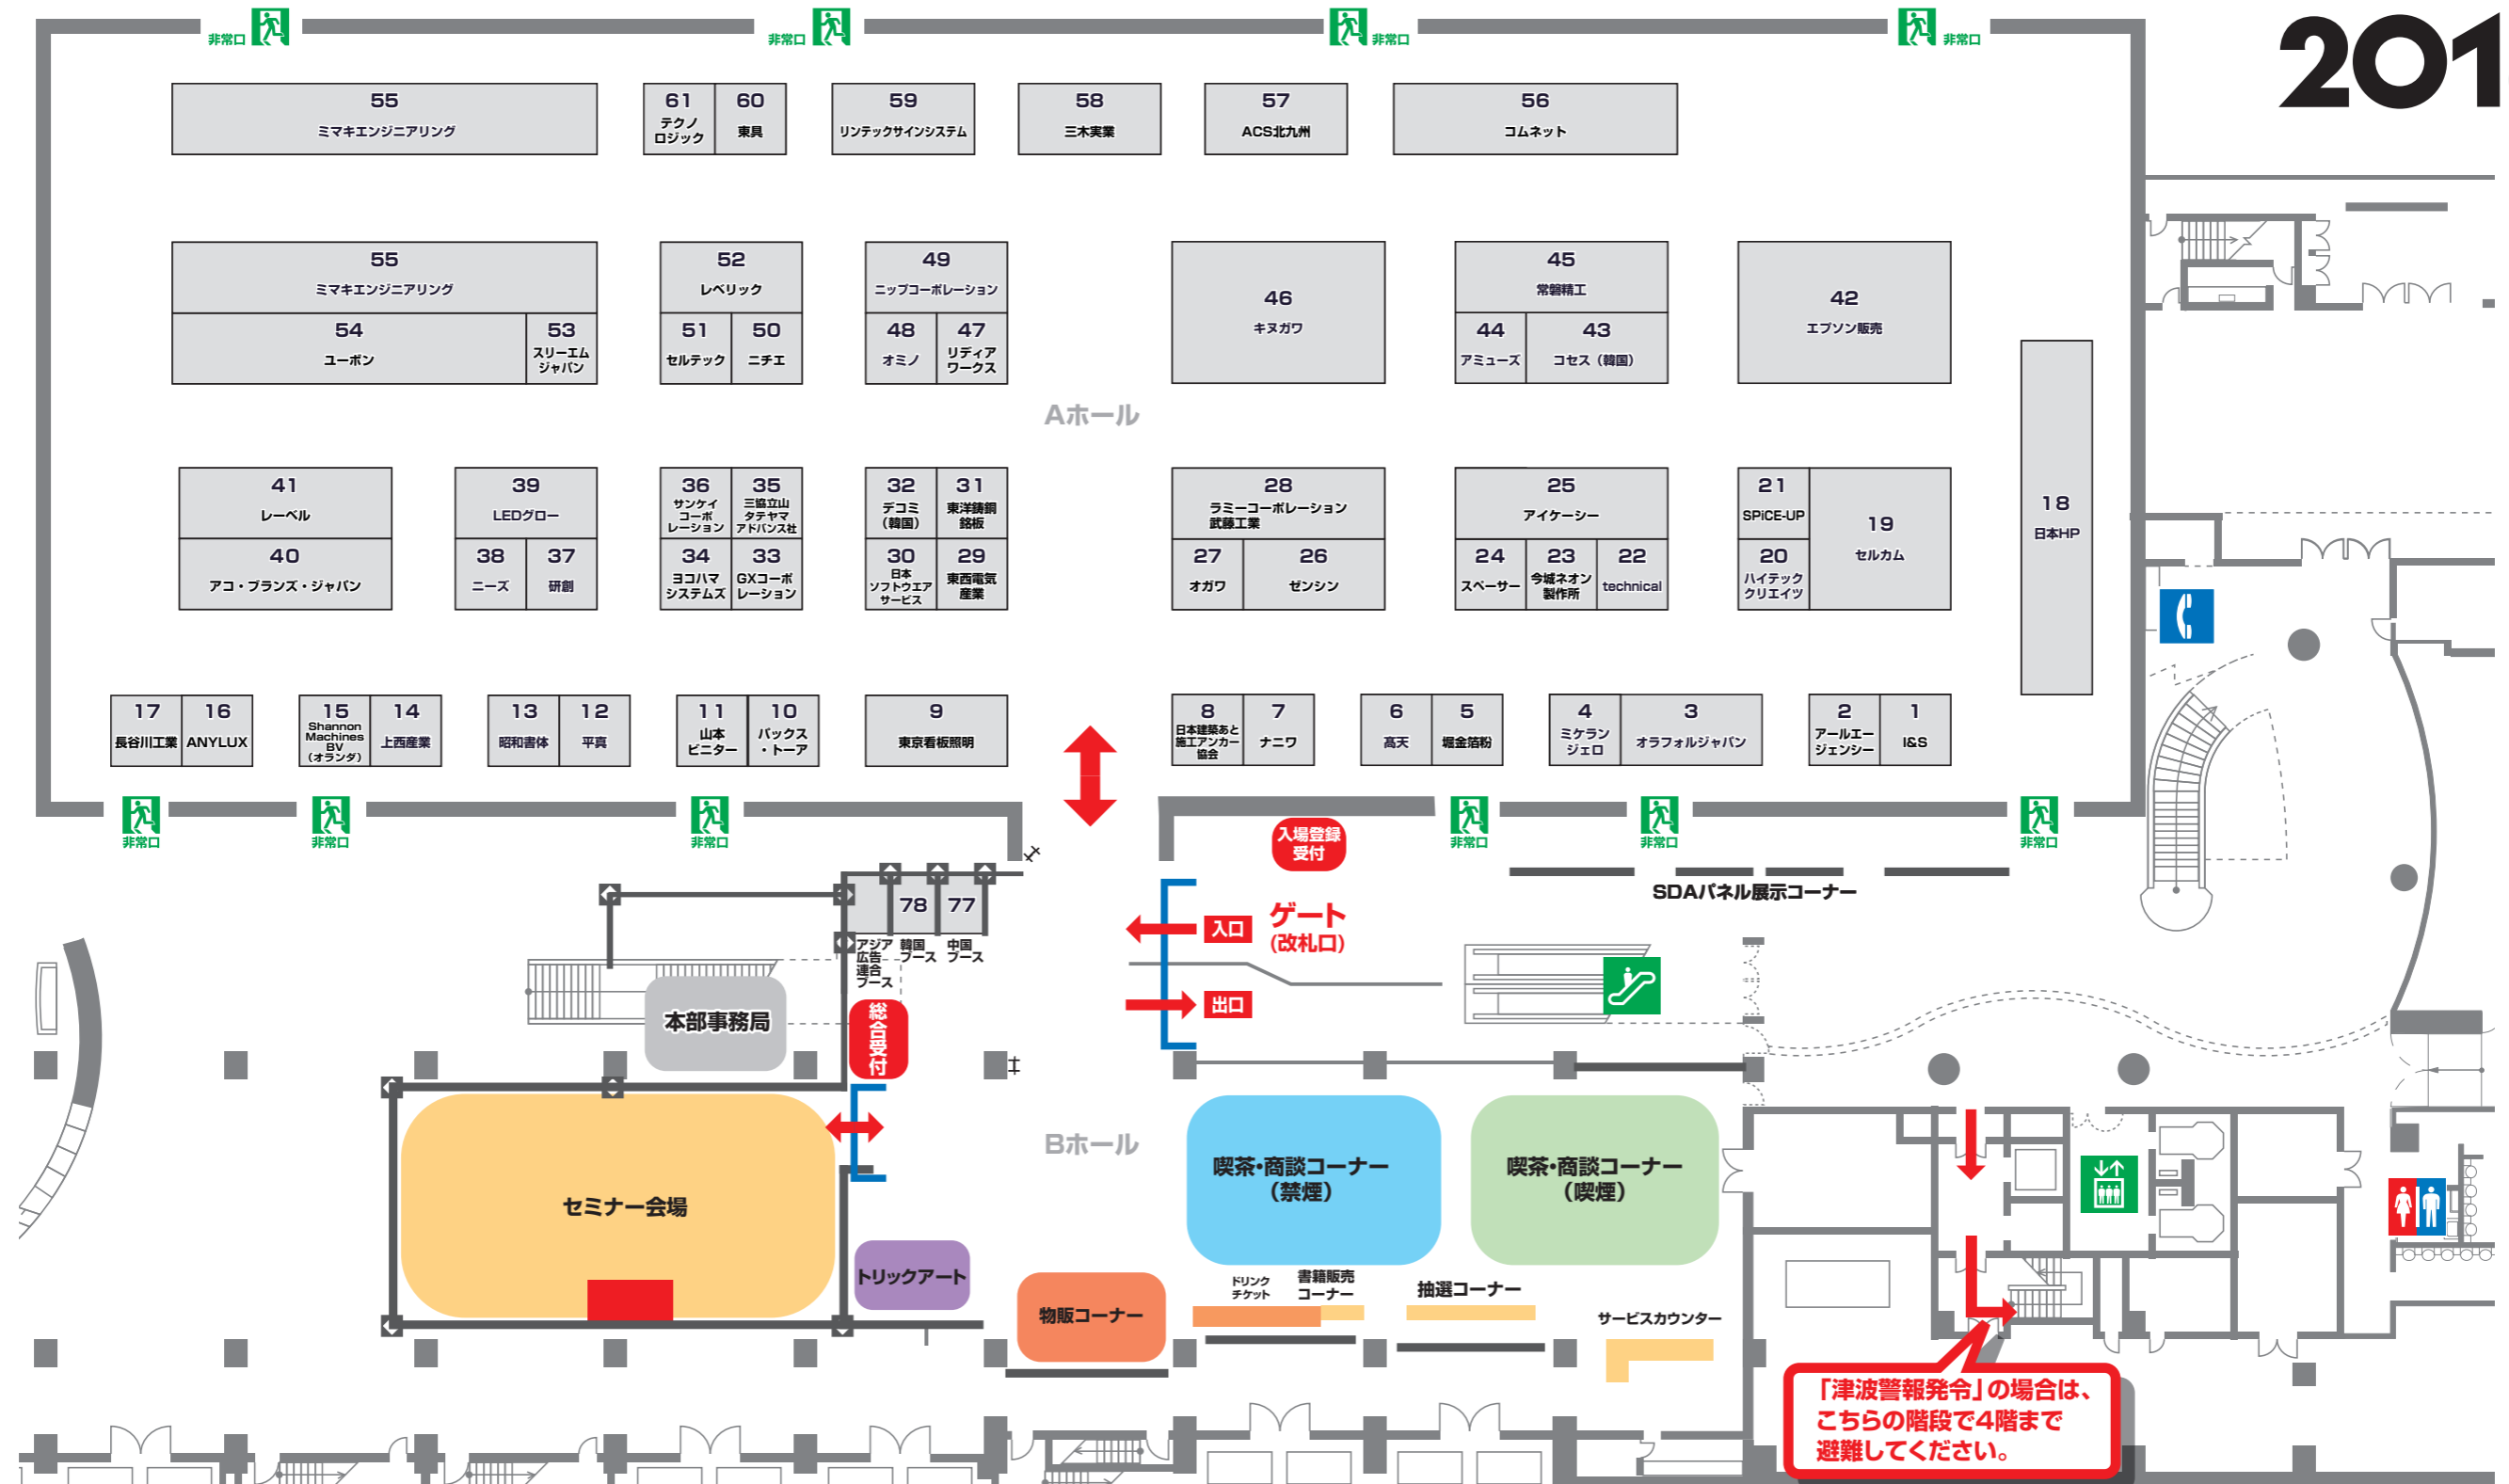 201
非常口
非常口
非常口
非常口
55
ミマキエンジニアリング
61
テクノ
ロジック
60
東具
59
リンテックサインシステム
58
三木実業
57
ACS北九州
56
コムネット
55
ミマキエンジニアリング
54
ユーボン
53
スリーエム
ジャパン
52
レベリック
51
セルテック
50
ニチエ
49
ニップコーポレーション
48
オミノ
47
リディア
ワークス
46
キヌガワ
45
常磐精工
44
アミューズ
43
コセス（韓国）
42
エプソン販売
18
日本HP
Aホール
41
レーベル
40
アコ・ブランズ・ジャパン
39
LEDグロー
38
ニーズ
37
研創
36
サンケイ
コーポ
レーション
35
三協立山
タテヤマ
アドバンス社
34
ヨコハマ
システムズ
33
GXコーポ
レーション
32
デコミ
（韓国）
31
東洋鋳銅
銘板
30
日本
ソフトウエア
サービス
29
東西電気
産業
28
ラミーコーポレーション
武藤工業
27
オガワ
26
ゼンシン
25
アイケーシー
24
スペーサー
23
今城ネオン
製作所
22
technical
21
SPiCE-UP
20
ハイテック
クリエイツ
19
セルカム
17
長谷川工業
16
ANYLUX
15
Shannon
Machines
BV
（オランダ）
14
上西産業
13
昭和書体
12
平真
11
山本
ビニター
10
バックス
・トーア
9
東京看板照明
8
日本建築あと
施工アンカー
協会
7
ナニワ
6
髙天
5
堀金箔粉
4
ミケラン
ジェロ
3
オラフォルジャパン
2
アールエー
ジェンシー
1
I&S
非常口
非常口
非常口
非常口
非常口
非常口
入場登録
受付
SDAパネル展示コーナー
78
77
アジア
広告
連合
ブース
韓国
ブース
中国
ブース
入口
ゲート
（改札口）
出口
本部事務局
総合受付
Bホール
セミナー会場
喫茶・商談コーナー
（禁煙）
喫茶・商談コーナー
（喫煙）
トリックアート
物販コーナー
ドリンク
チケット
書籍販売
コーナー
抽選コーナー
サービスカウンター
「津波警報発令」の場合は、
こちらの階段で4階まで
避難してください。